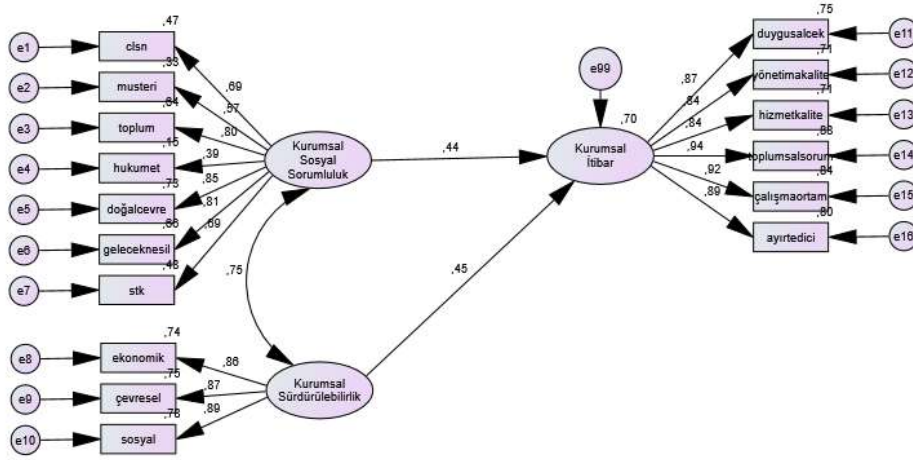 ,47
e1
clsn
,33
,69
e2
musteri
,57
,64
e3
toplum
,80
,15
e4
hukumet
,39
,73
e5
doğalcevre
,85
,66
e6
geleceknesil
,81
,48
e7
stk
,69
Kurumsal
Sosyal
Sorumluluk
,44
,75
,74
e8
ekonomik
,86
,75
e9
çevresel
,87
,78
e10
sosyal
,89
Kurumsal
Sürdürülebilirlik
,45
e99
,70
Kurumsal
İtibar
,75
duygusalcek
e11
,87
,71
yönetimakalite
e12
,84
,71
hizmetkalite
e13
,84
,88
toplumsalsorum
e14
,94
,84
çalışmaortam
e15
,92
,80
ayırtedici
e16
,89